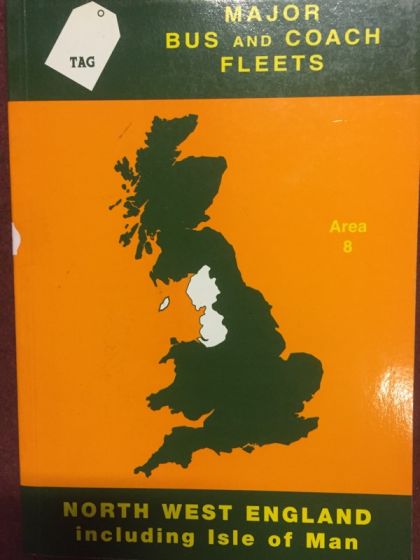 TAG
MAJOR
BUS AND COACH
FLEETS
Area
8
NORTH WEST ENGLAND
including Isle of Man